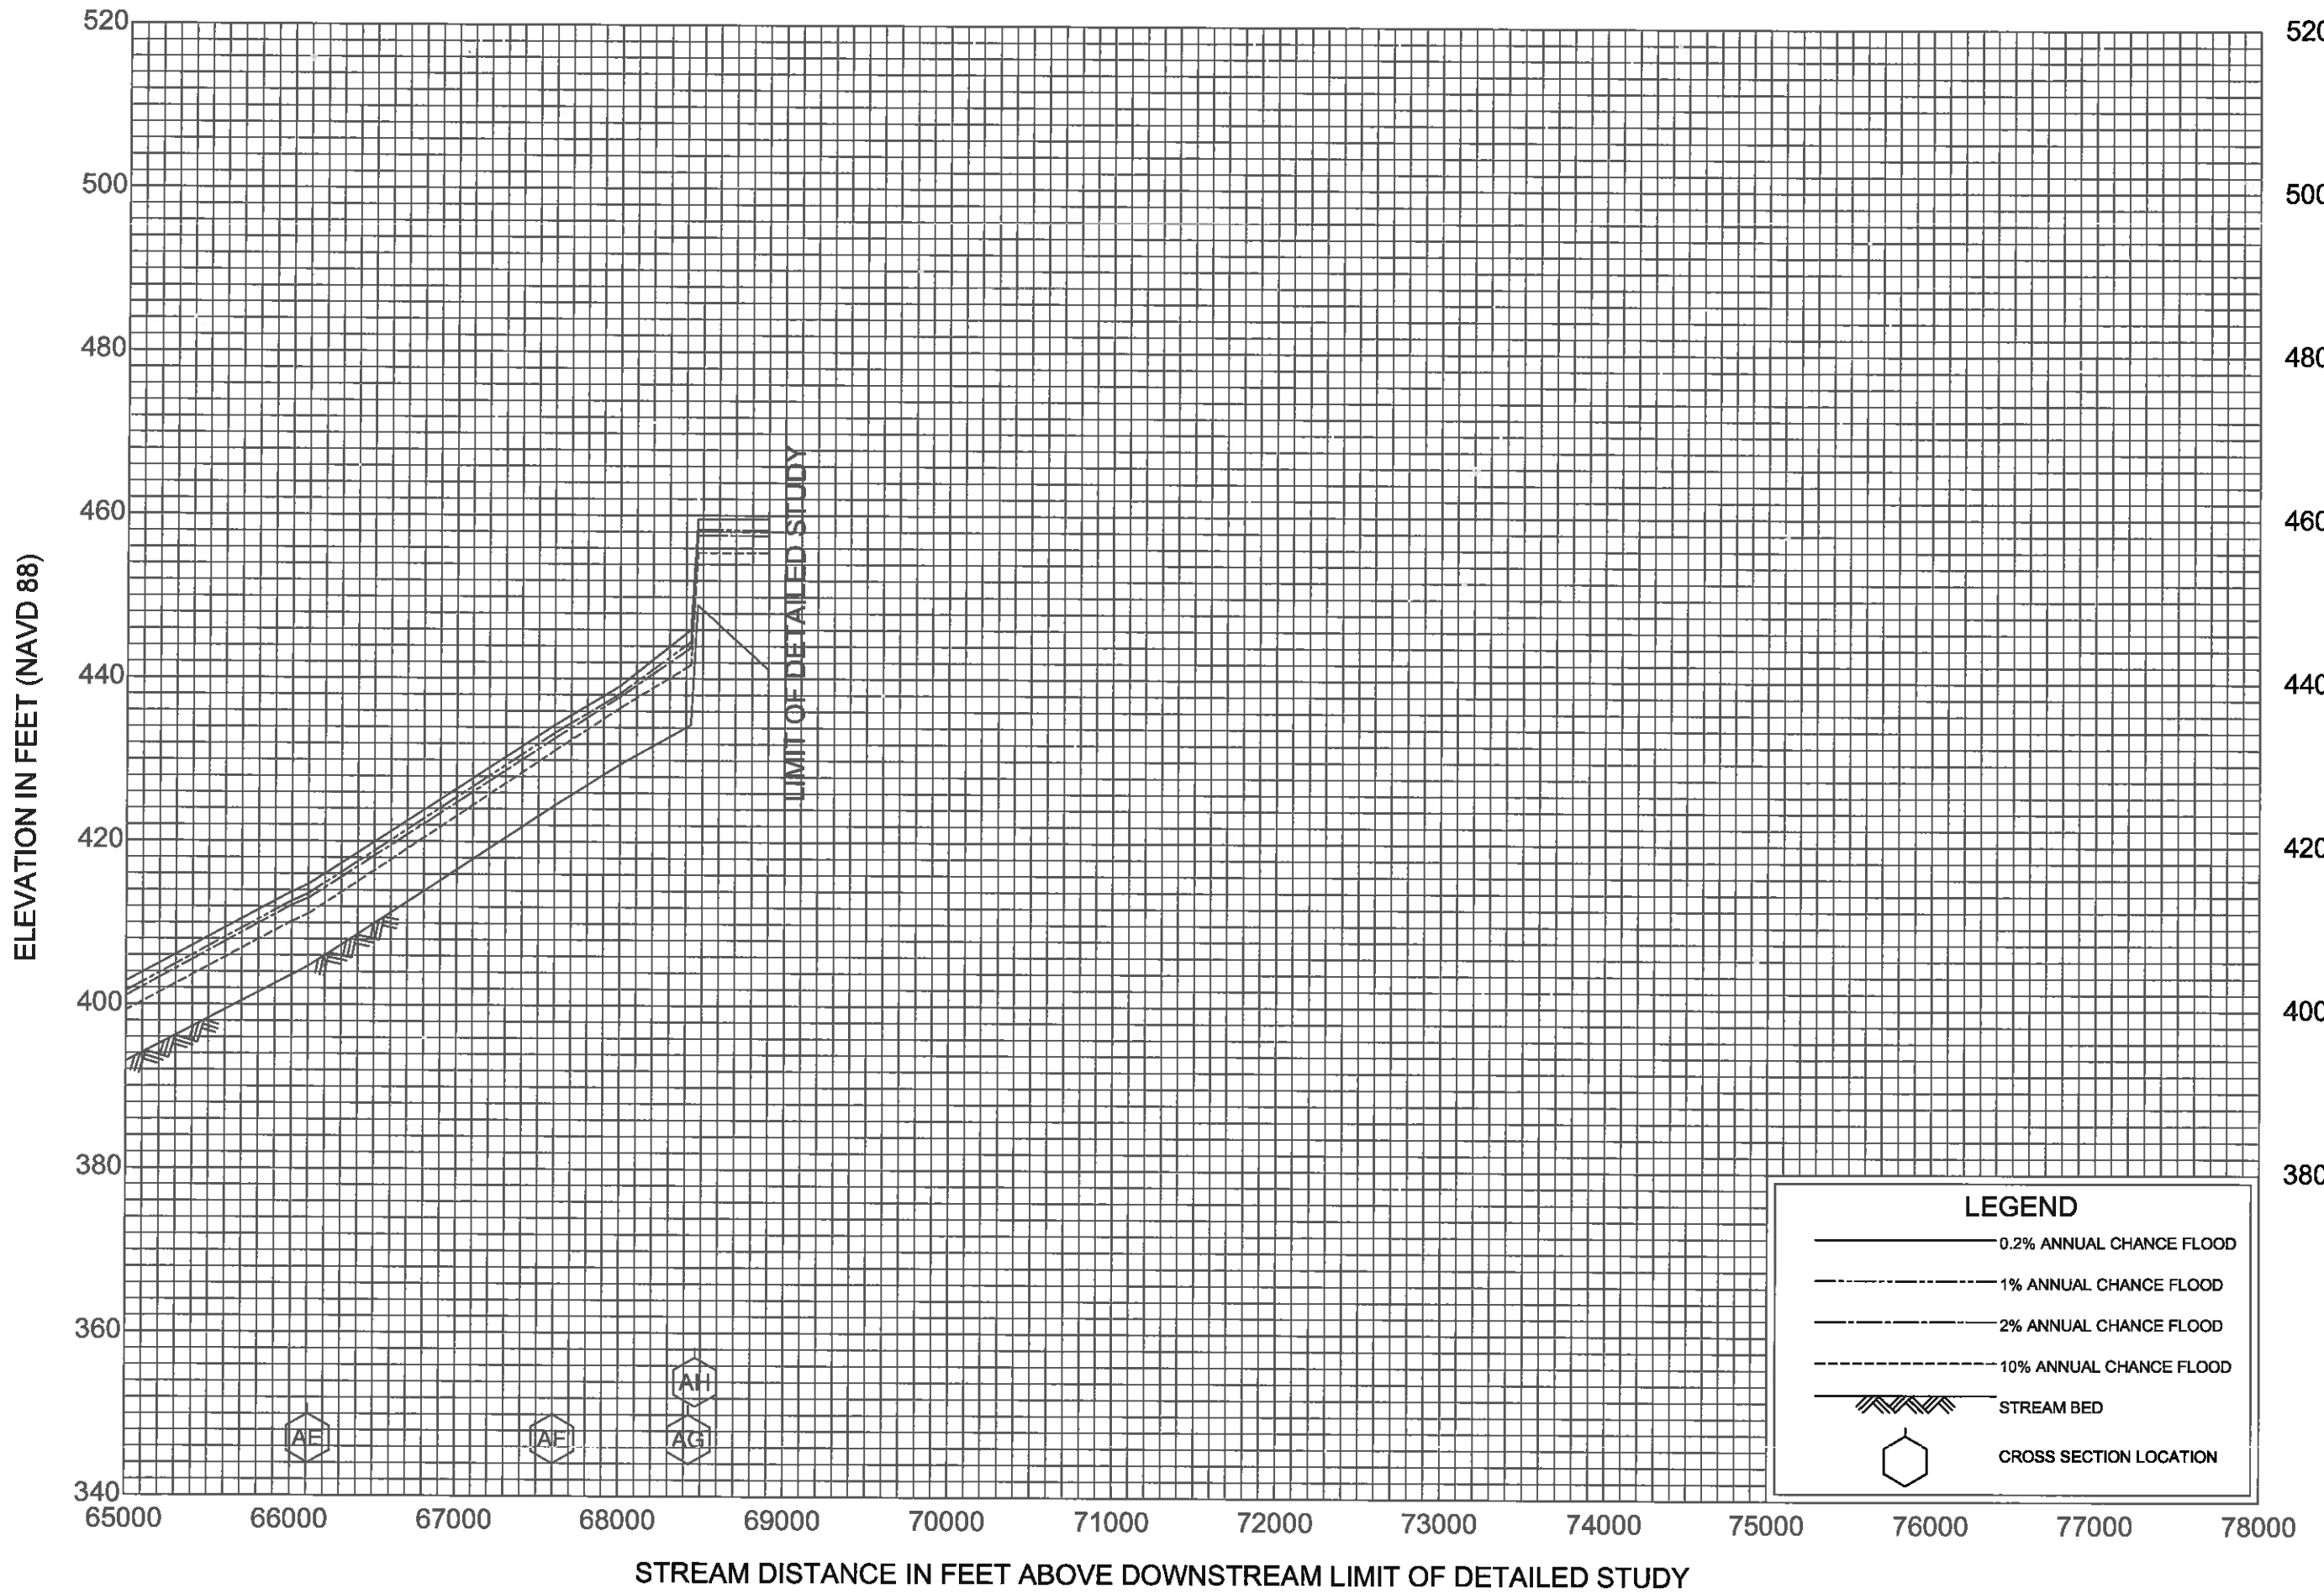 520
500
480
460
440
420
400
380
360
340
ELEVATION IN FEET (NAVD 88)
LIMIT OF DETAILED STUDY
520
500
480
460
440
420
400
380
AH
AE
AF
AG
LEGEND
0.2% ANNUAL CHANCE FLOOD
1% ANNUAL CHANCE FLOOD
2% ANNUAL CHANCE FLOOD
10% ANNUAL CHANCE FLOOD
STREAM BED
CROSS SECTION LOCATION
65000 66000 67000 68000 69000 70000 71000 72000 73000 74000 75000 76000 77000 78000
STREAM DISTANCE IN FEET ABOVE DOWNSTREAM LIMIT OF DETAILED STUDY